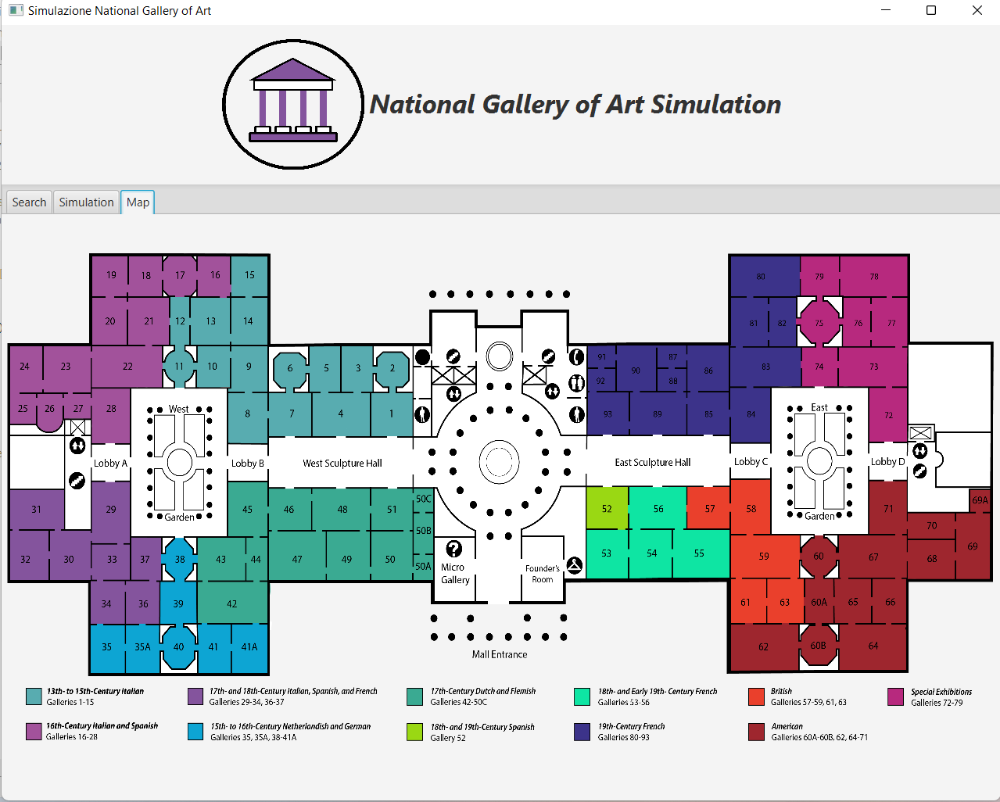 Simulazione National Gallery of Art
National Gallery of Art Simulation
Search Simulation Map
19 18 17 16 15
80 79 78
20 21 12 13 14
81 82 75 76 77
24 23 22 11 10 9 6 5 3 2
91 90 87 86 83 74 73
92 88
25 26 27 28 8 7 4 1
93 89 85 84 72
West
East
Lobby A Lobby B West Sculpture Hall East Sculpture Hall Lobby C Lobby D
31 29 45 46 48 51 50C
52 56 57 58 71 69A
Garden
Garden
50B
70
32 30 33 37 38 43 44 47 49 50 50A
53 54 55 59 60 67 68 69
Micro
Gallery
Founder's
Room
34 36 39 42
61 63 60A 65 66
35 35A 40 41 41A
62 60B 64
Mall Entrance
13th- to 15th-Century Italian
Galleries 1-15
17th- and 18th-Century Italian, Spanish, and French
Galleries 29-34, 36-37
17th-Century Dutch and Flemish
Galleries 42-50C
18th- and Early 19th- Century French
Galleries 53-56
British
Galleries 57-59, 61, 63
Special Exhibitions
Galleries 72-79
16th-Century Italian and Spanish
Galleries 16-28
15th- to 16th-Century Netherlandish and German
Galleries 35, 35A, 38-41A
18th- and 19th-Century Spanish
Gallery 52
19th-Century French
Galleries 80-93
American
Galleries 60A-60B, 62, 64-71